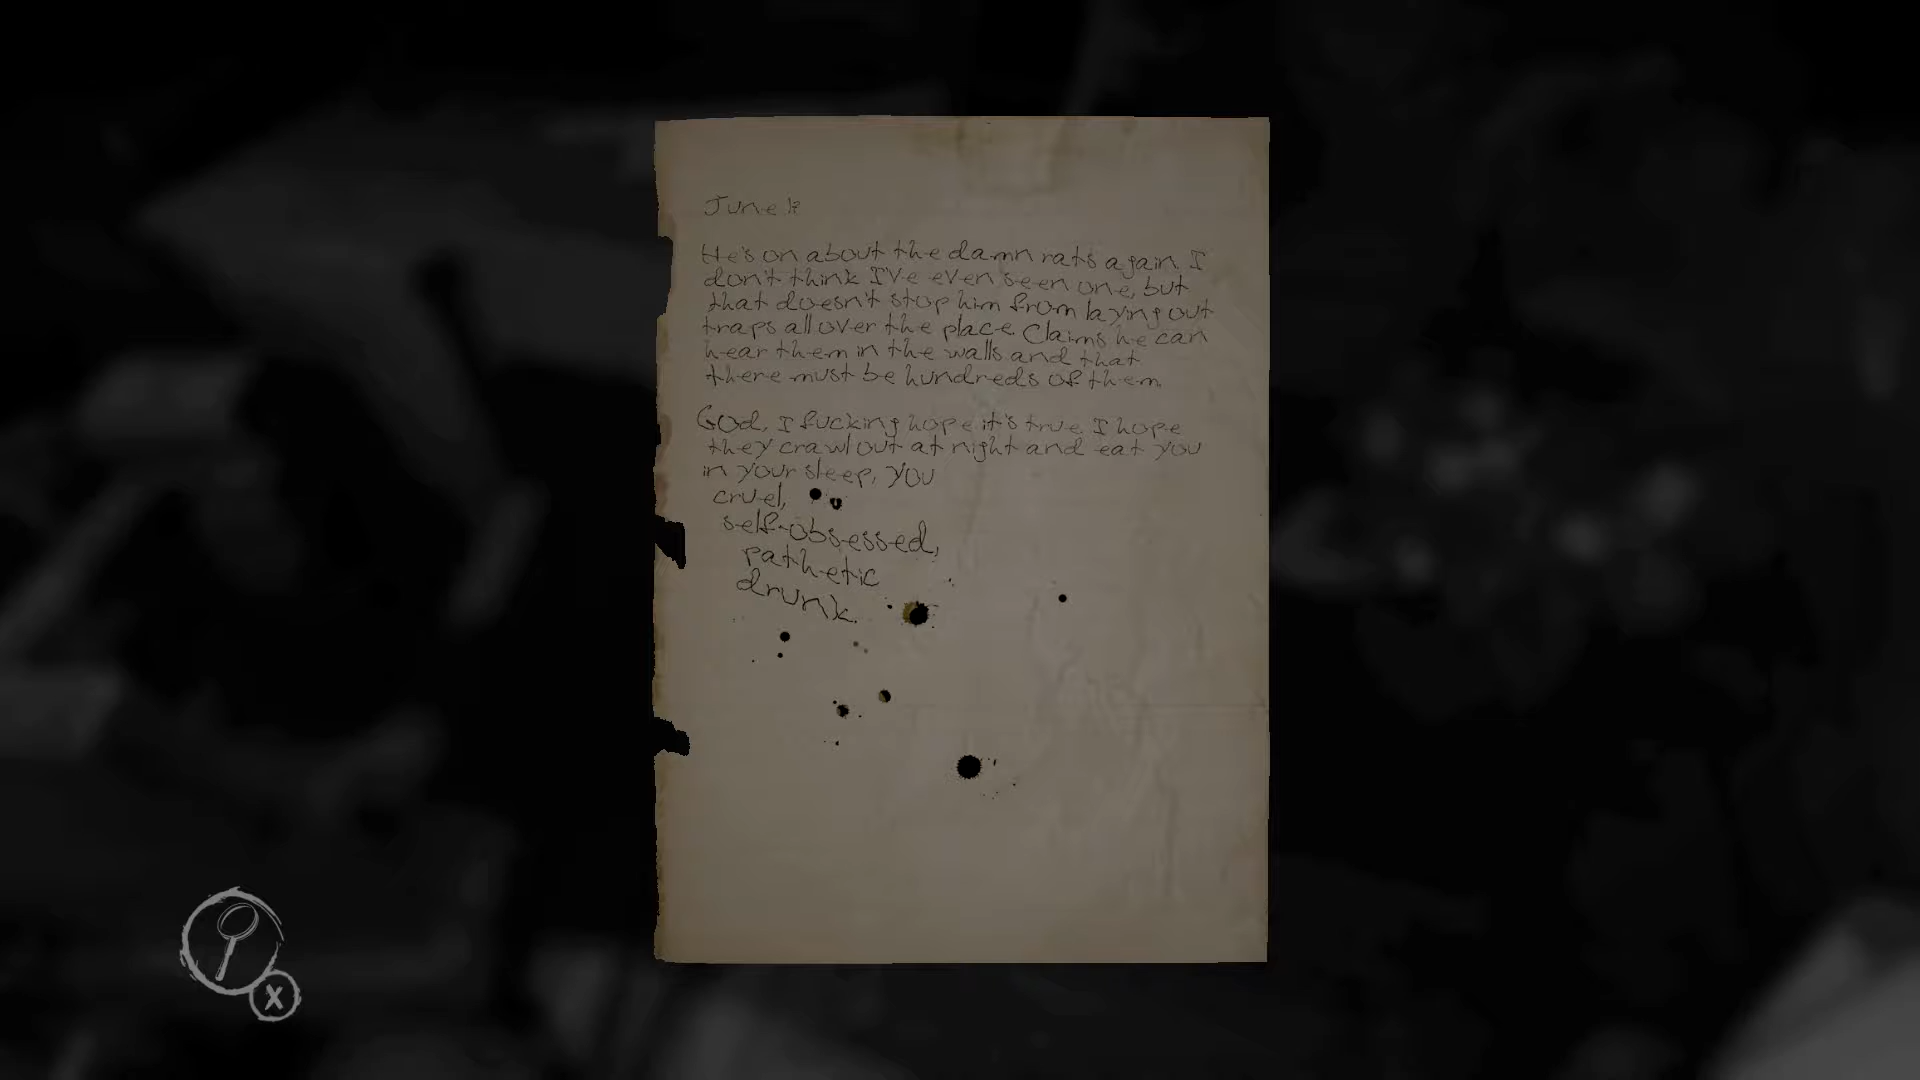 June
He's on about the damn rats again. I
don't think I've even seen one, but
that doesn't stop him from laying out
traps all over the place. Claims he can
hear them in the walls and that
there must be hundreds of them.
God, I fucking hope it's true. I hope
they crawl out at night and eat you
in your sleep, you
cruel,
self-obsessed,
pathetic
drunk.
X